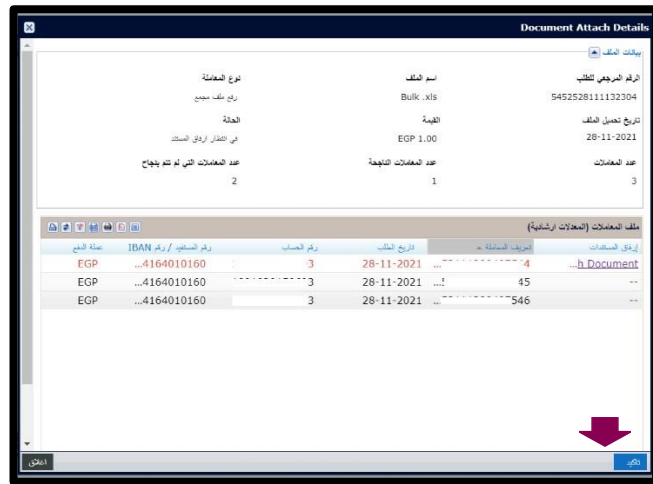 Document Attach Details
بيانات الملف
الرقم المرجعي للطلب اسم الملف نوع المعاملة
5452528111132304 Bulk .xls رفع ملف مجمع
تاريخ تحميل الملف القيمة الحالة
28-11-2021 EGP 1.00 في انتظار ارفاق المستند
عدد المعاملات عدد المعاملات الناجحة عدد المعاملات التي لم تتم بنجاح
3 1 2
ملف المعاملات (المعدلات ارشادية)
إرفاق المستندات تعريف المعاملة تاريخ الطلب رقم الحساب رقم المستفيد / رقم IBAN عملة الدفع
...h Document ...4 28-11-2021 3 ...4164010160 EGP
-- ...45 28-11-2021 3 ...4164010160 EGP
-- ...546 28-11-2021 3 ...4164010160 EGP
تأكيد اغلاق